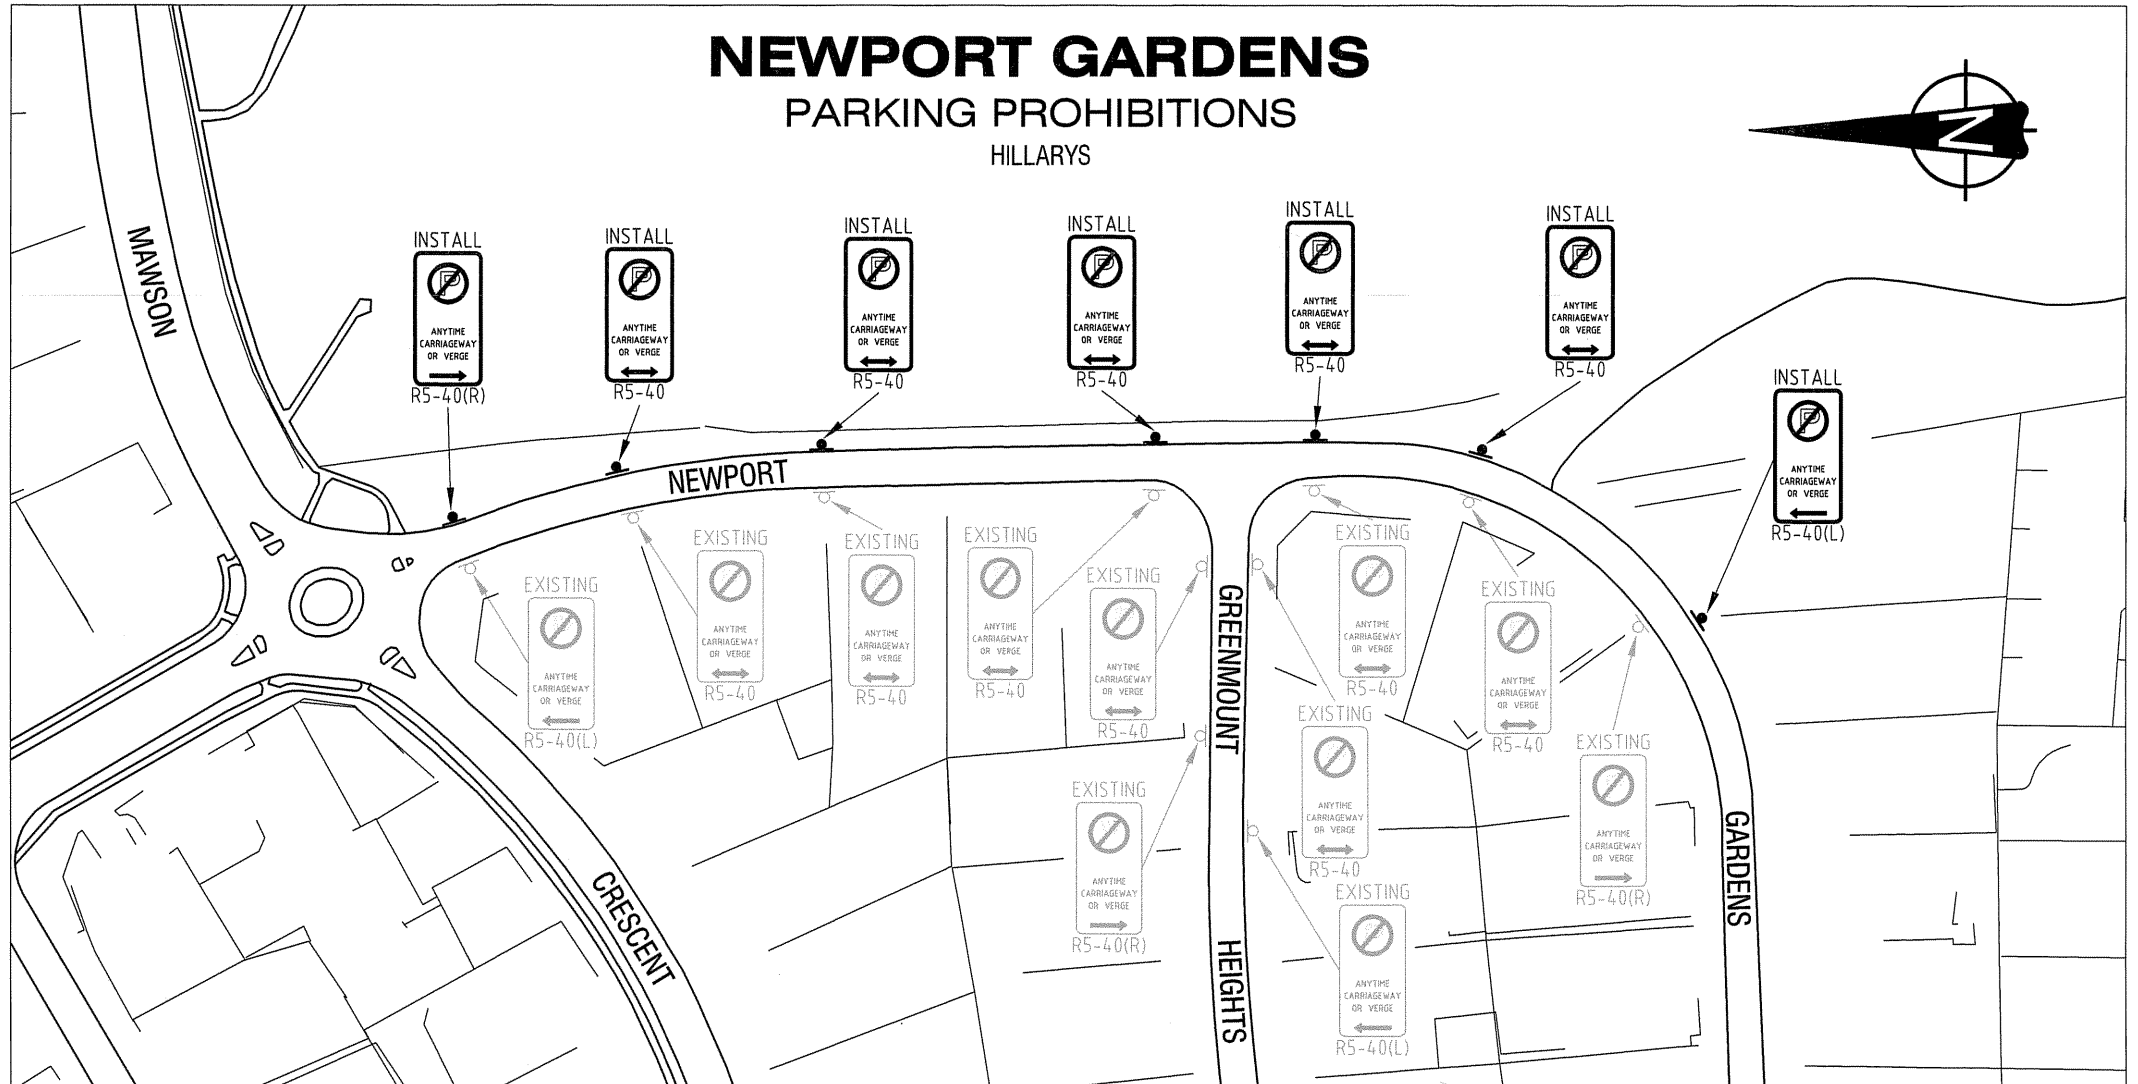 NEWPORT GARDENS
PARKING PROHIBITIONS
HILLARYS
N
INSTALL
P
ANYTIME
CARRIAGEWAY
OR VERGE
R5-40(R)
INSTALL
P
ANYTIME
CARRIAGEWAY
OR VERGE
R5-40
INSTALL
P
ANYTIME
CARRIAGEWAY
OR VERGE
R5-40
INSTALL
P
ANYTIME
CARRIAGEWAY
OR VERGE
R5-40
INSTALL
P
ANYTIME
CARRIAGEWAY
OR VERGE
R5-40
INSTALL
P
ANYTIME
CARRIAGEWAY
OR VERGE
R5-40
INSTALL
P
ANYTIME
CARRIAGEWAY
OR VERGE
R5-40(L)
MAWSON
NEWPORT
EXISTING
ANYTIME
CARRIAGEWAY
OR VERGE
R5-40(L)
EXISTING
ANYTIME
CARRIAGEWAY
OR VERGE
R5-40
EXISTING
ANYTIME
CARRIAGEWAY
OR VERGE
R5-40
EXISTING
ANYTIME
CARRIAGEWAY
OR VERGE
R5-40
EXISTING
ANYTIME
CARRIAGEWAY
OR VERGE
R5-40
EXISTING
ANYTIME
CARRIAGEWAY
OR VERGE
R5-40(R)
GREENMOUNT
HEIGHTS
EXISTING
ANYTIME
CARRIAGEWAY
OR VERGE
R5-40
EXISTING
ANYTIME
CARRIAGEWAY
OR VERGE
R5-40
EXISTING
ANYTIME
CARRIAGEWAY
OR VERGE
R5-40(L)
EXISTING
ANYTIME
CARRIAGEWAY
OR VERGE
R5-40
EXISTING
ANYTIME
CARRIAGEWAY
OR VERGE
R5-40(R)
GARDENS
CRESCENT